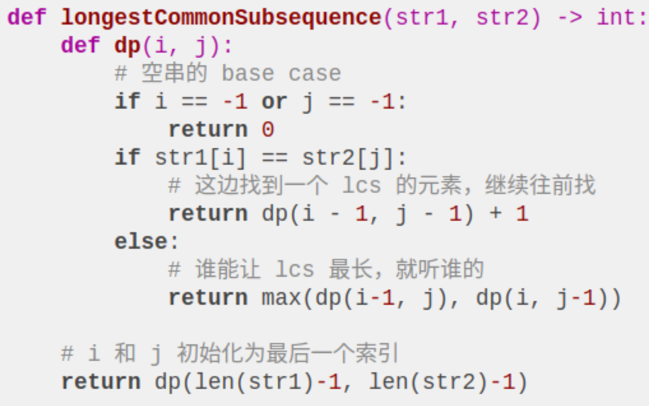 def longestCommonSubsequence(str1, str2) -> int:
    def dp(i, j):
        # 空串的 base case
        if i == -1 or j == -1:
            return 0
        if str1[i] == str2[j]:
            # 这边找到一个 lcs 的元素，继续往前找
            return dp(i - 1, j - 1) + 1
        else:
            # 谁能让 lcs 最长，就听谁的
            return max(dp(i-1, j), dp(i, j-1))

    # i 和 j 初始化为最后一个索引
    return dp(len(str1)-1, len(str2)-1)